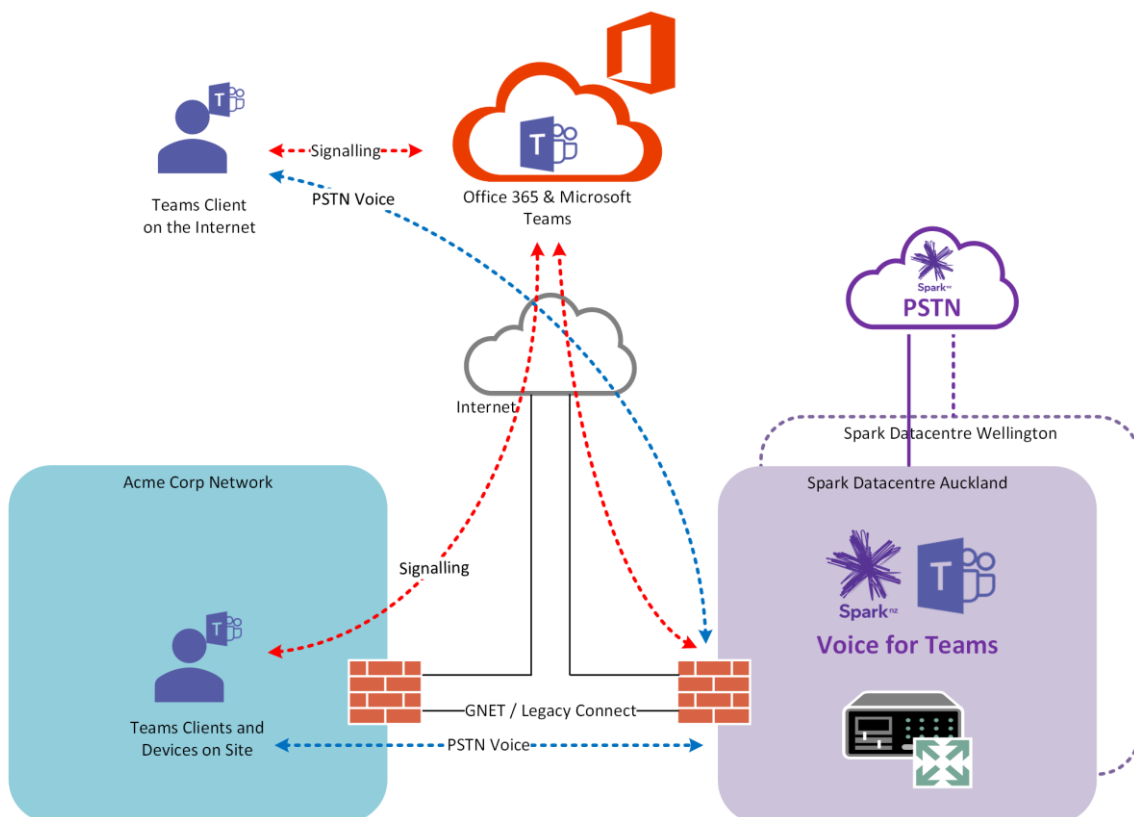 T
Signalling
T
PSTN Voice
Office 365 & Microsoft
Teams
Teams Client
on the Internet
Spark nz
PSTN
Internet
Spark Datacentre Wellington
Acme Corp Network
Spark Datacentre Auckland
T
Signalling
Spark nz
Voice for Teams
T
GNET / Legacy Connect
Teams Clients and
Devices on Site
PSTN Voice